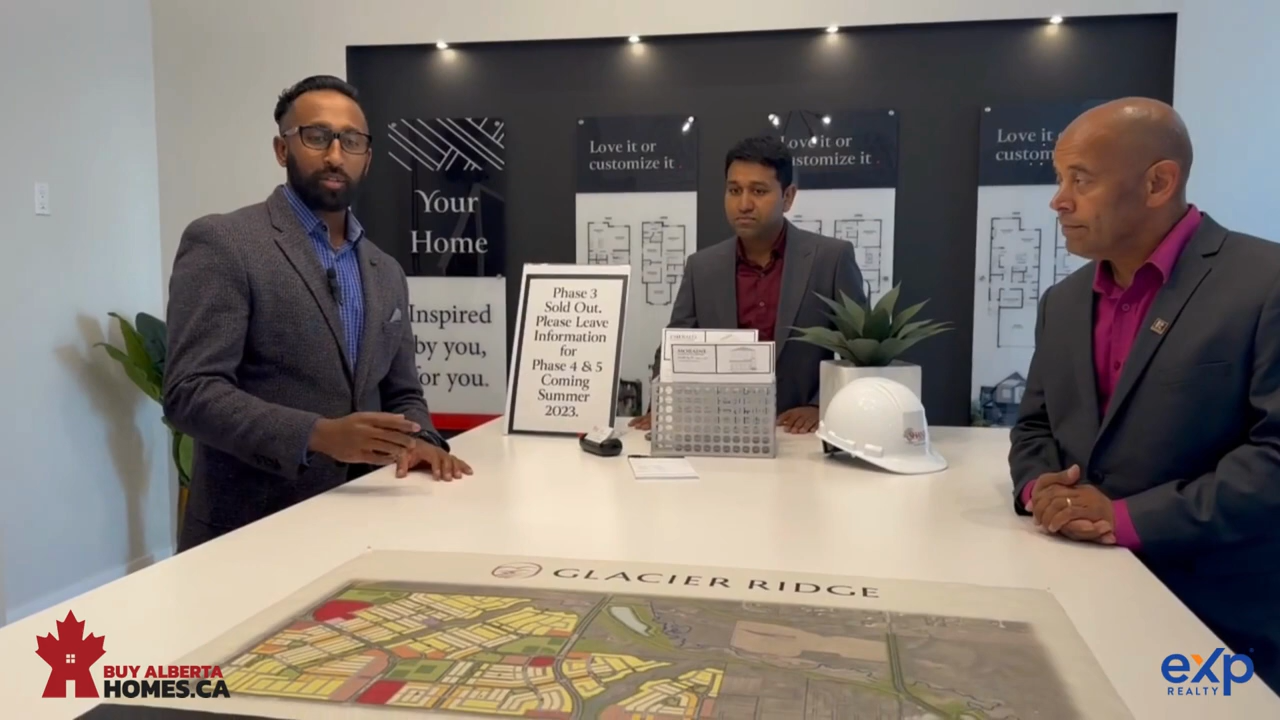 Your
Home
Inspired
by you,
for you.
Love it or
customize it
Love it or
customize it
Love it
custom
Phase 3
Sold Out.
Please Leave
Information
for
Phase 4 & 5
Coming
Summer
2023.
GLACIER RIDGE
BUY ALBERTA
HOMES.CA
eXp
REALTY